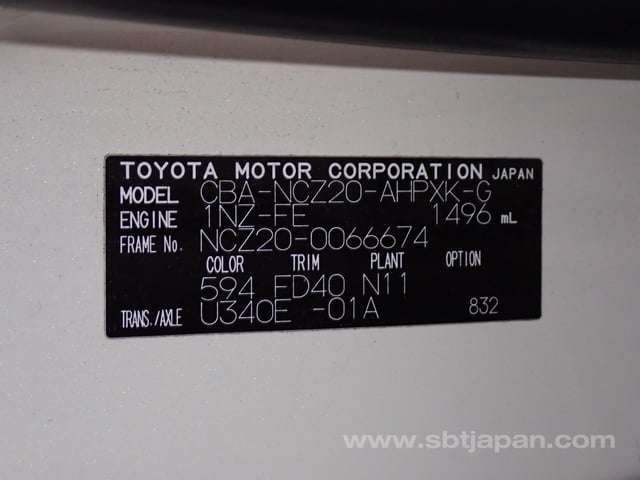 TOYOTA MOTOR CORPORATION JAPAN
MODEL CBA-NCZ20-AHPXK-G
ENGINE 1NZ-FE 1496 mL
FRAME No. NCZ20-0066674
COLOR TRIM PLANT OPTION
594 FD40 N11
TRANS./AXLE U340E -01A 832
www.sbtjapan.com